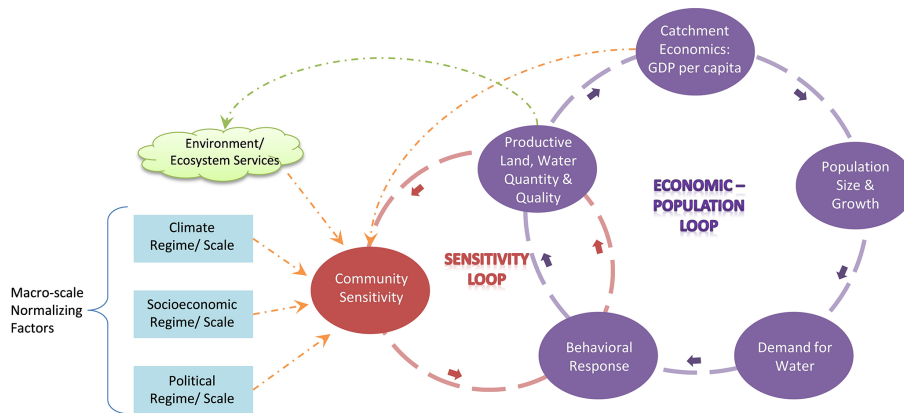 Catchment
Economics:
GDP per capita
Environment/
Ecosystem Services
Productive
Land, Water
Quantity &
Quality
ECONOMIC –
POPULATION
LOOP
Population
Size &
Growth
Climate
Regime/ Scale
SENSITIVITY
LOOP
Community
Sensitivity
Macro-scale
Normalizing
Factors
Socioeconomic
Regime/ Scale
Behavioral
Response
Demand for
Water
Political
Regime/ Scale